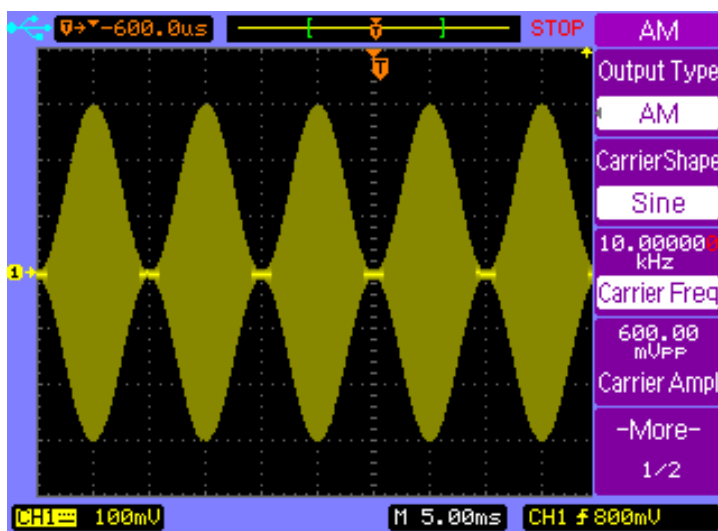 T→▼-600.0us
T
STOP
AM
Output Type
AM
CarrierShape
Sine
10.000000
kHz
Carrier Freq
600.00
mVPP
Carrier Ampl
-More-
1/2
T
1
CH1 100mV
M 5.00ms
CH1 800mV